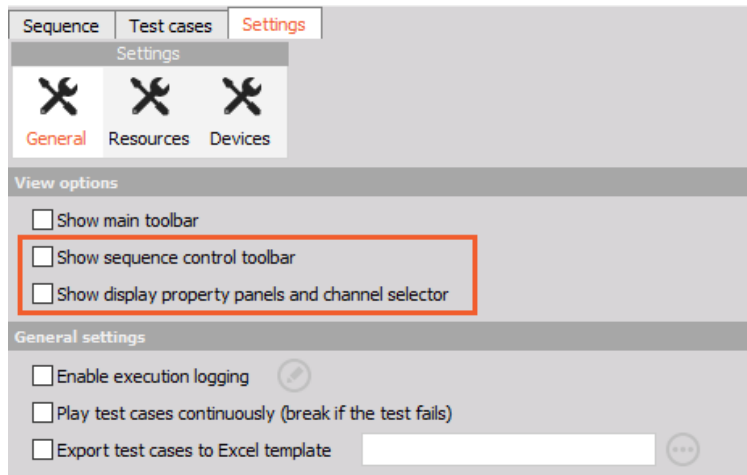 Sequence Test cases Settings
Settings
General Resources Devices
View options
Show main toolbar
Show sequence control toolbar
Show display property panels and channel selector
General settings
Enable execution logging
Play test cases continuously (break if the test fails)
Export test cases to Excel template